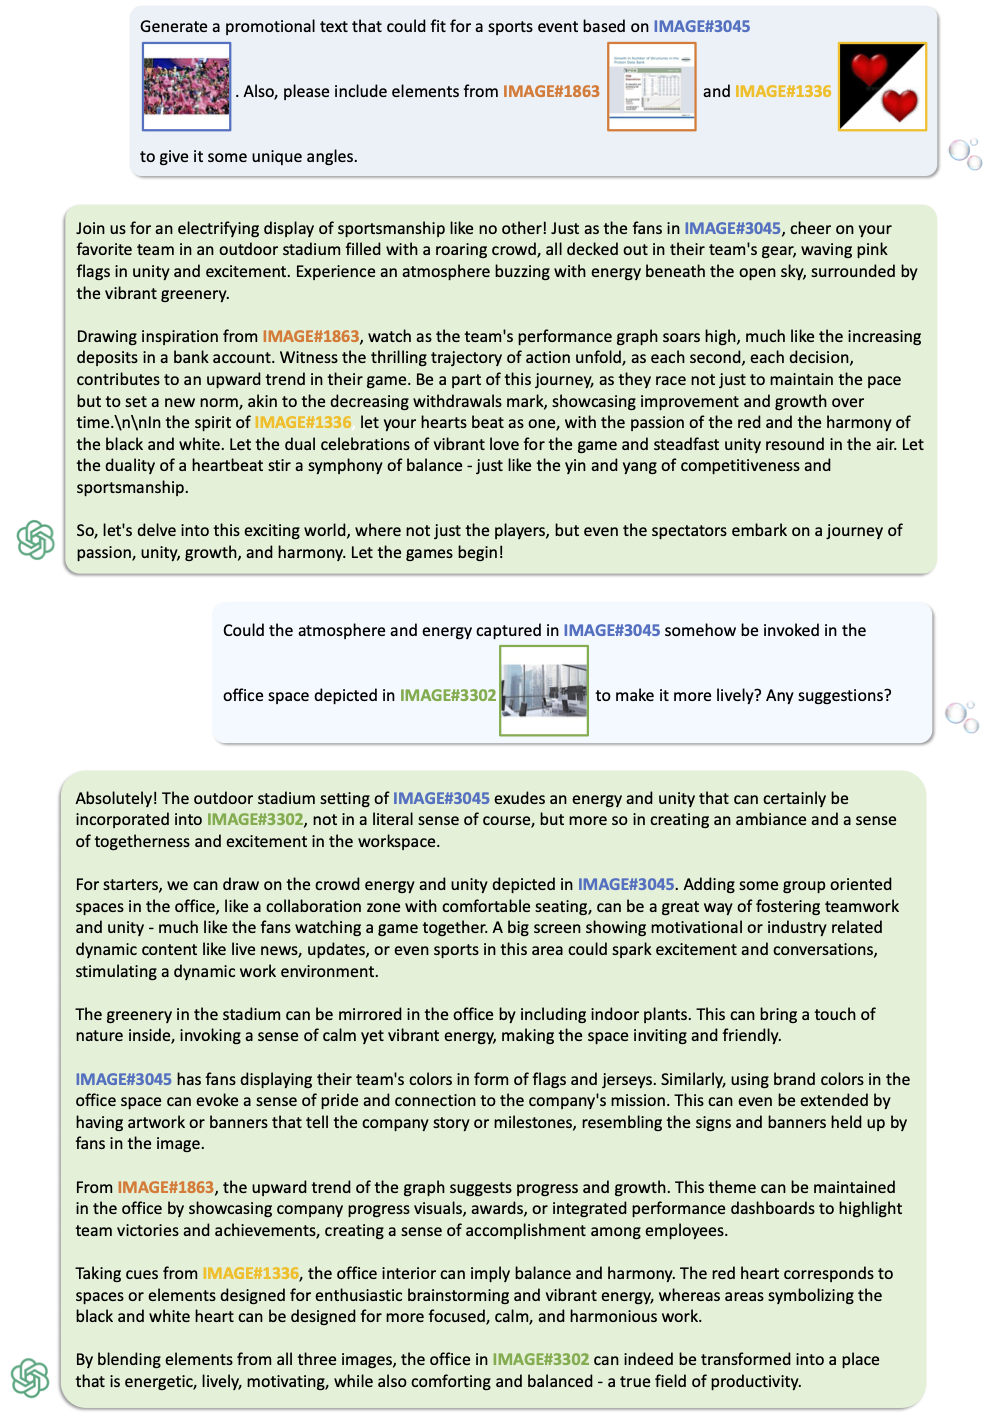 Generate a promotional text that could fit for a sports event based on IMAGE#3045
. Also, please include elements from IMAGE#1863 and IMAGE#1336
to give it some unique angles.
Join us for an electrifying display of sportsmanship like no other! Just as the fans in IMAGE#3045, cheer on your
favorite team in an outdoor stadium filled with a roaring crowd, all decked out in their team's gear, waving pink
flags in unity and excitement. Experience an atmosphere buzzing with energy beneath the open sky, surrounded by
the vibrant greenery.
Drawing inspiration from IMAGE#1863, watch as the team's performance graph soars high, much like the increasing
deposits in a bank account. Witness the thrilling trajectory of action unfold, as each second, each decision,
contributes to an upward trend in their game. Be a part of this journey, as they race not just to maintain the pace
but to set a new norm, akin to the decreasing withdrawals mark, showcasing improvement and growth over
time.\n\nIn the spirit of IMAGE#1336, let your hearts beat as one, with the passion of the red and the harmony of
the black and white. Let the dual celebrations of vibrant love for the game and steadfast unity resound in the air. Let
the duality of a heartbeat stir a symphony of balance - just like the yin and yang of competitiveness and
sportsmanship.
So, let's delve into this exciting world, where not just the players, but even the spectators embark on a journey of
passion, unity, growth, and harmony. Let the games begin!
Could the atmosphere and energy captured in IMAGE#3045 somehow be invoked in the
office space depicted in IMAGE#3302 to make it more lively? Any suggestions?
Absolutely! The outdoor stadium setting of IMAGE#3045 exudes an energy and unity that can certainly be
incorporated into IMAGE#3302, not in a literal sense of course, but more so in creating an ambiance and a sense
of togetherness and excitement in the workspace.
For starters, we can draw on the crowd energy and unity depicted in IMAGE#3045. Adding some group oriented
spaces in the office, like a collaboration zone with comfortable seating, can be a great way of fostering teamwork
and unity - much like the fans watching a game together. A big screen showing motivational or industry related
dynamic content like live news, updates, or even sports in this area could spark excitement and conversations,
stimulating a dynamic work environment.
The greenery in the stadium can be mirrored in the office by including indoor plants. This can bring a touch of
nature inside, invoking a sense of calm yet vibrant energy, making the space inviting and friendly.
IMAGE#3045 has fans displaying their team's colors in form of flags and jerseys. Similarly, using brand colors in the
office space can evoke a sense of pride and connection to the company's mission. This can even be extended by
having artwork or banners that tell the company story or milestones, resembling the signs and banners held up by
fans in the image.
From IMAGE#1863, the upward trend of the graph suggests progress and growth. This theme can be maintained
in the office by showcasing company progress visuals, awards, or integrated performance dashboards to highlight
team victories and achievements, creating a sense of accomplishment among employees.
Taking cues from IMAGE#1336, the office interior can imply balance and harmony. The red heart corresponds to
spaces or elements designed for enthusiastic brainstorming and vibrant energy, whereas areas symbolizing the
black and white heart can be designed for more focused, calm, and harmonious work.
By blending elements from all three images, the office in IMAGE#3302 can indeed be transformed into a place
that is energetic, lively, motivating, while also comforting and balanced - a true field of productivity.